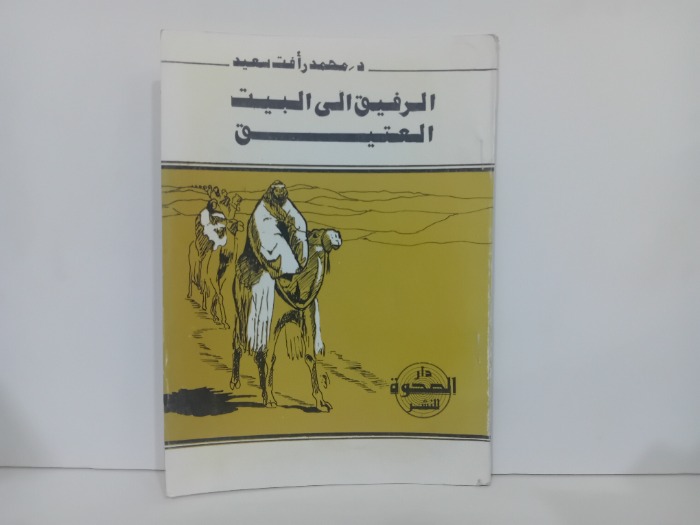 د/محمد رأفت سعيد
الرفيق الى البيت
العتيق
دار
الصحوة
للنشر